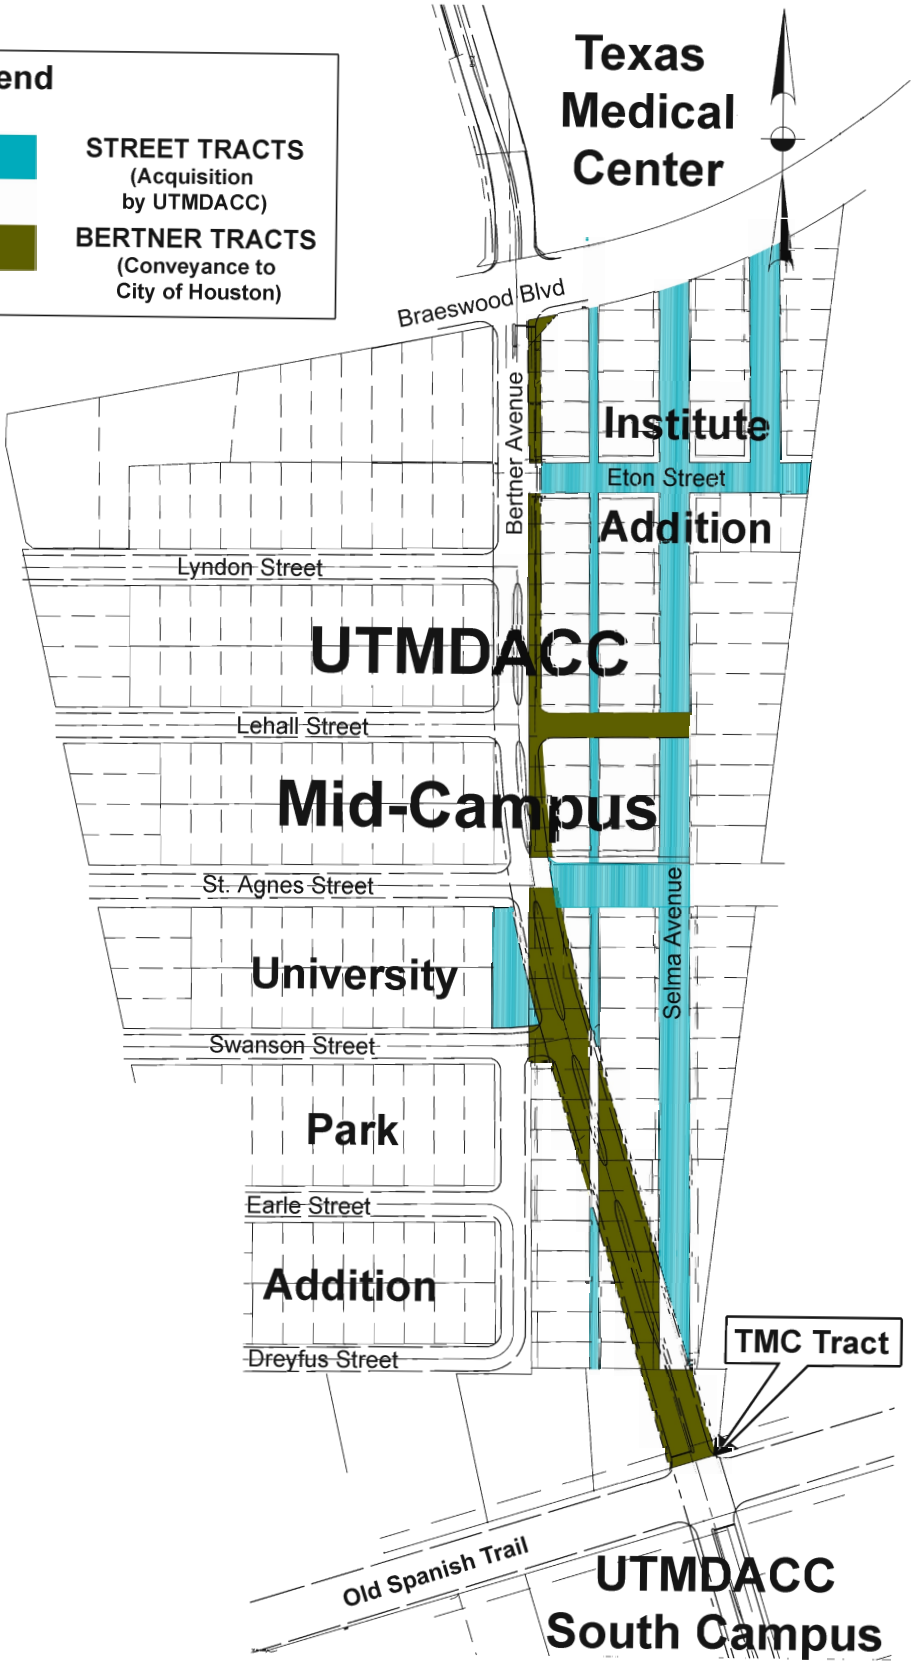 end
STREET TRACTS
(Acquisition
by UTMDACC)
BERTNER TRACTS
(Conveyance to
City of Houston)
Texas
Medical
Center
Braeswood Blvd
Bertner Avenue
Institute
Eton Street
Addition
Lyndon Street
UTMDACC
Lehall Street
Mid-Campus
St. Agnes Street
Selma Avenue
University
Swanson Street
Park
Earle Street
Addition
Dreyfus Street
TMC Tract
Old Spanish Trail
UTMDACC
South Campus